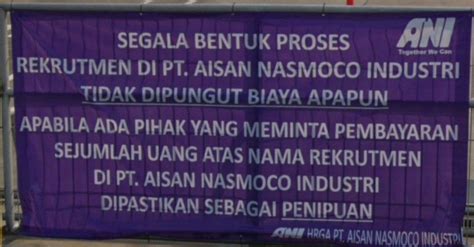 ANI
Together We Can
SEGALA BENTUK PROSES
REKRUTMEN DI PT. AISAN NASMOCO INDUSTRI
TIDAK DIPUNGUT BIAYA APAPUN
APABILA ADA PIHAK YANG MEMINTA PEMBAYARAN
SEJUMLAH UANG ATAS NAMA REKRUTMEN
DI PT. AISAN NASMOCO INDUSTRI
DIPASTIKAN SEBAGAI PENIPUAN
ANI HRGA PT. AISAN NASMOCO INDUSTRI